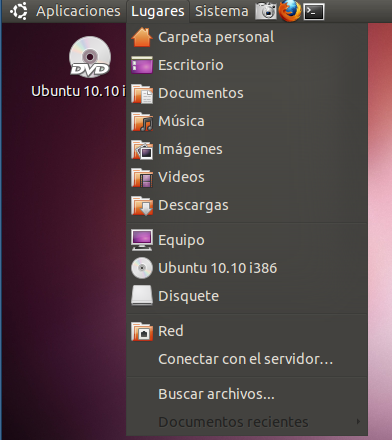 Aplicaciones Lugares Sistema
DVD
Ubuntu 10.10 i
Carpeta personal
Escritorio
Documentos
Música
Imágenes
Videos
Descargas
Equipo
Ubuntu 10.10 i386
Disquete
Red
Conectar con el servidor...
Buscar archivos...
Documentos recientes